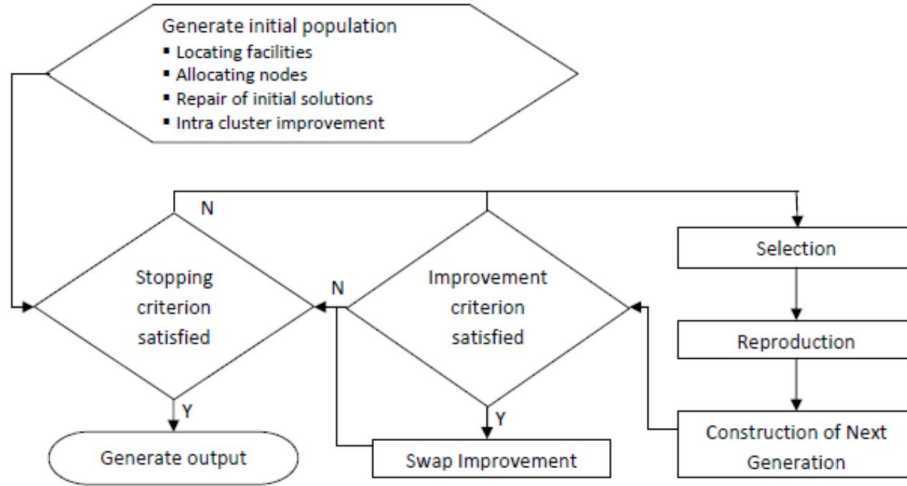 Generate initial population
▪ Locating facilities
▪ Allocating nodes
▪ Repair of initial solutions
▪ Intra cluster improvement
N
Stopping
criterion
satisfied
Y
Generate output
N
Improvement
criterion
satisfied
Y
Swap Improvement
Selection
Reproduction
Construction of Next
Generation